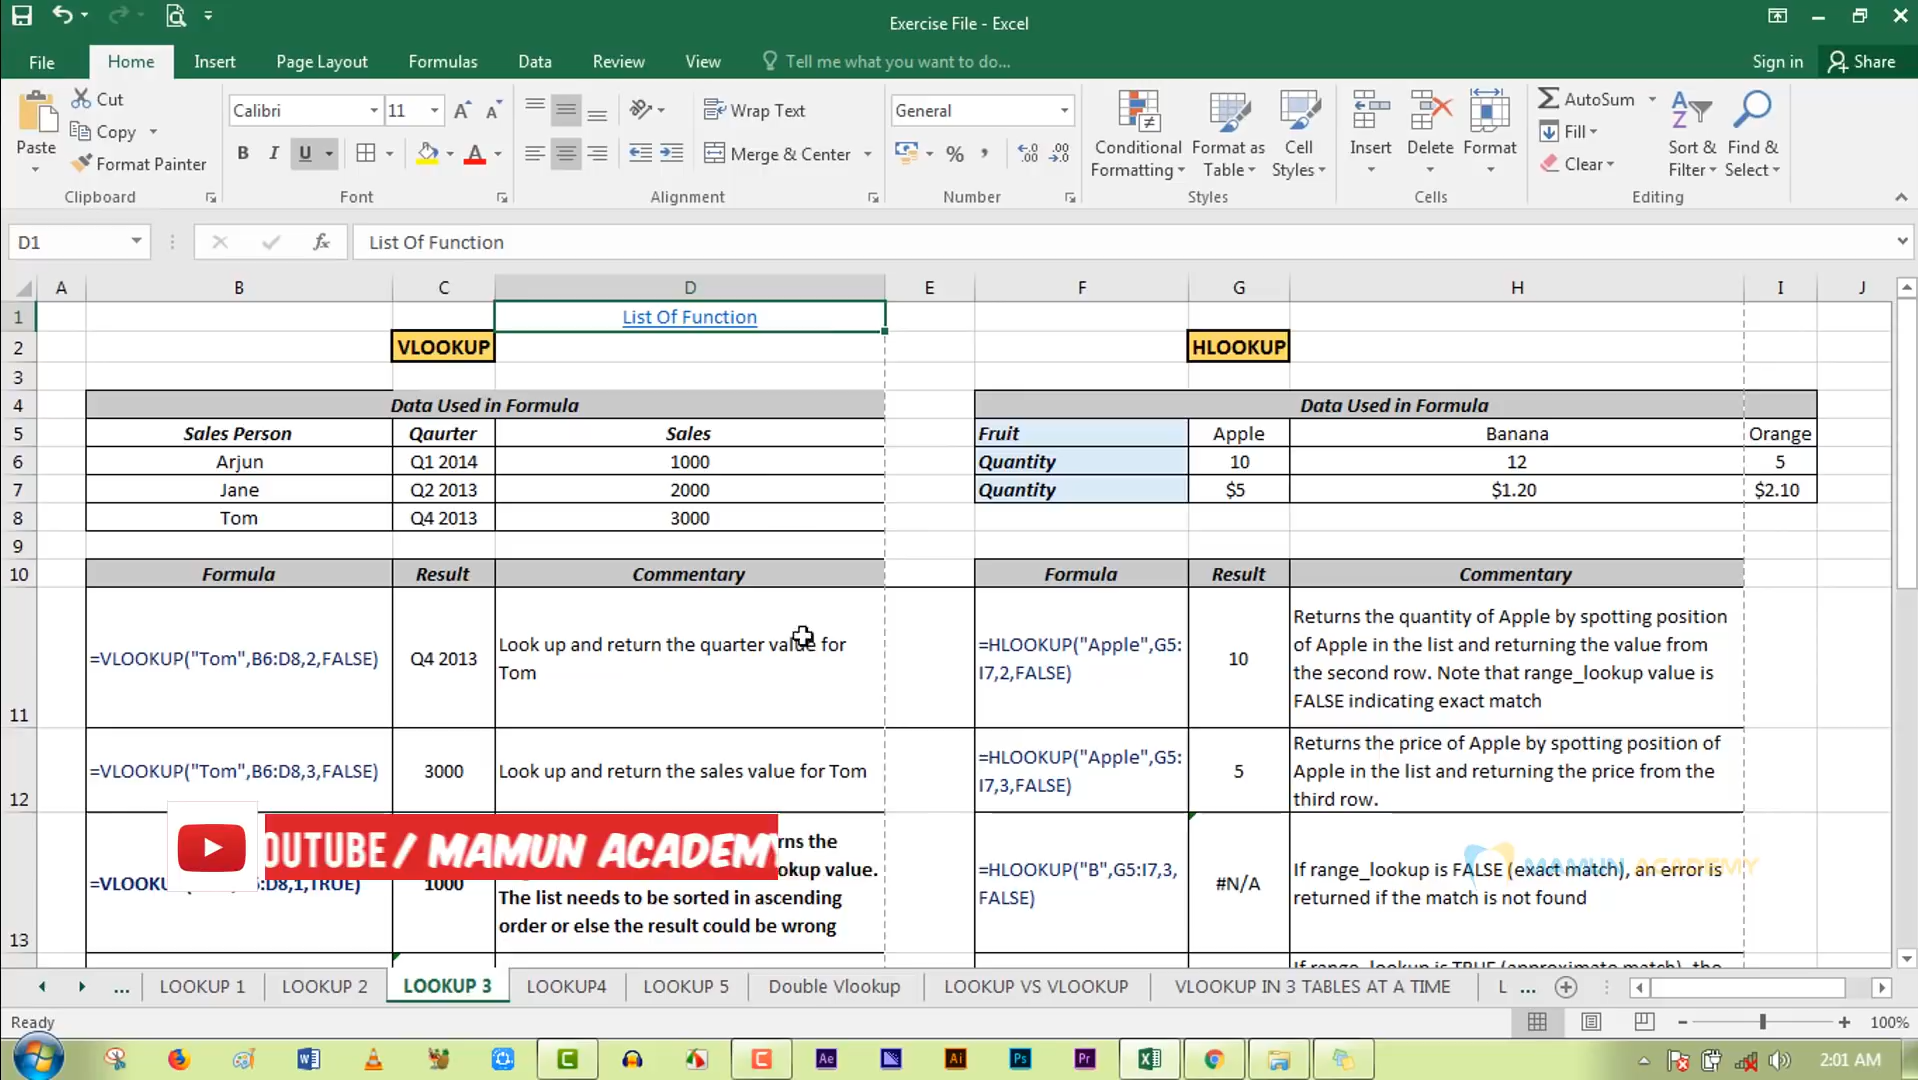 Exercise File - Excel
File Home Insert Page Layout Formulas Data Review View Tell me what you want to do... Sign in Share
Cut
Copy
Format Painter
Paste
Clipboard
Calibri 11
B I U
Font
Wrap Text
Merge & Center
Alignment
General
%
Number
Conditional Formatting
Format as Table
Cell Styles
Styles
Insert Delete Format
Cells
AutoSum
Fill
Clear
Sort & Filter
Find & Select
Editing
D1 fx List Of Function
A B C D E F G H I J
1 List Of Function
2 VLOOKUP HLOOKUP
3
4 Data Used in Formula Data Used in Formula
5 Sales Person Qaurter Sales Fruit Apple Banana Orange
6 Arjun Q1 2014 1000 Quantity 10 12 5
7 Jane Q2 2013 2000 Quantity $5 $1.20 $2.10
8 Tom Q4 2013 3000
9
10 Formula Result Commentary Formula Result Commentary
=VLOOKUP("Tom",B6:D8,2,FALSE) Q4 2013
Look up and return the quarter value for
Tom
=HLOOKUP("Apple",G5:
I7,2,FALSE)
10
Returns the quantity of Apple by spotting position
of Apple in the list and returning the value from
the second row. Note that range_lookup value is
FALSE indicating exact match
11
=VLOOKUP("Tom",B6:D8,3,FALSE) 3000 Look up and return the sales value for Tom
=HLOOKUP("Apple",G5:
I7,3,FALSE)
5
Returns the price of Apple by spotting position of
Apple in the list and returning the price from the
third row.
12
1000
The list needs to be sorted in ascending
order or else the result could be wrong
=HLOOKUP("B",G5:I7,3,
FALSE)
#N/A
If range_lookup is FALSE (exact match), an error is
returned if the match is not found
13
OUTUBE/ MAMUN ACADEMY
MAMUN ACADEMY
If range_lookup is TRUE (approximate match), the
... LOOKUP 1 LOOKUP 2 LOOKUP 3 LOOKUP4 LOOKUP 5 Double Vlookup LOOKUP VS VLOOKUP VLOOKUP IN 3 TABLES AT A TIME L ...
Ready 100%
Ae Ai Ps Pr 2:01 AM